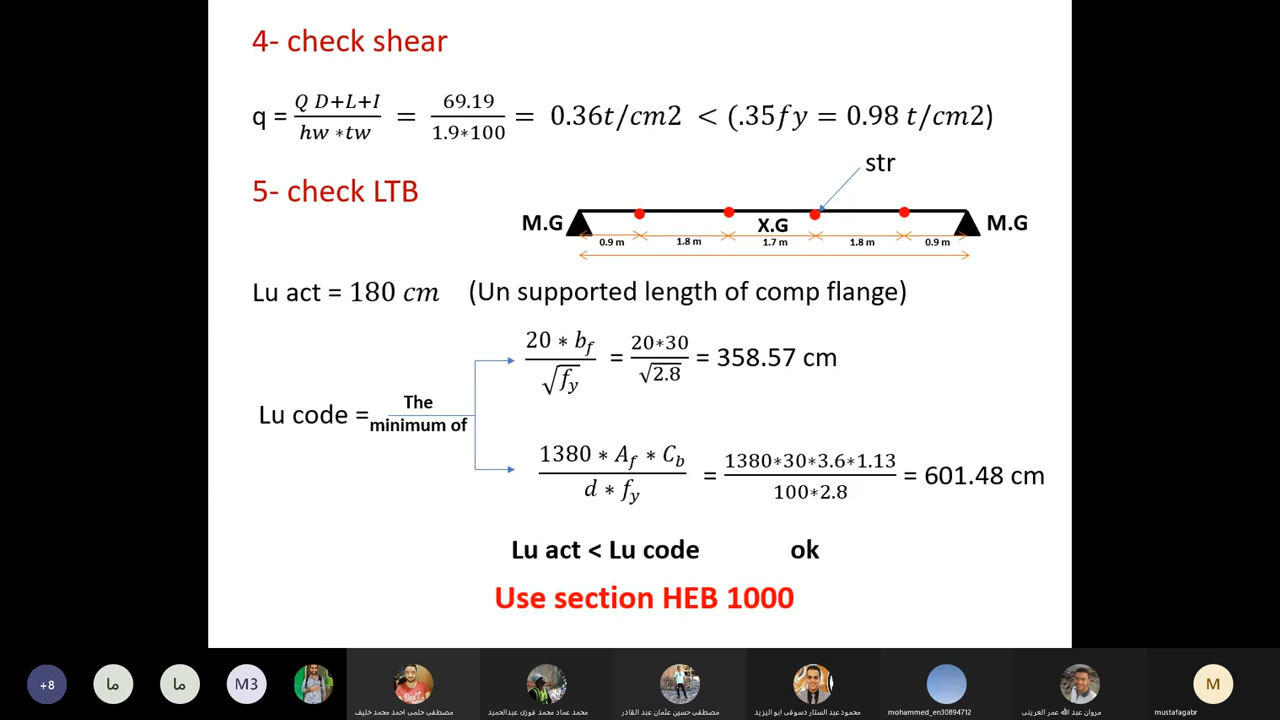 4- check shear
q = Q D+L+I / hw *tw = 69.19 / 1.9*100 = 0.36t/cm2 < (.35fy = 0.98 t/cm2)
5- check LTB
str
M.G
X.G
M.G
0.9 m
1.8 m
1.7 m
1.8 m
0.9 m
Lu act = 180 cm (Un supported length of comp flange)
20 * bf / √fy = 20*30 / √2.8 = 358.57 cm
Lu code = The minimum of
1380 * Af * Cb / d * fy = 1380*30*3.6*1.13 / 100*2.8 = 601.48 cm
Lu act < Lu code ok
Use section HEB 1000
+8
ما
ما
M3
مصطفى حلمى احمد محمد خليف
محمد عماد محمد فوزى عبدالحميد
مصطفى حسين عثمان عبد القادر
محمود عبد الستار دسوقى ابو اليزيد
mohammed_en30894712
مروان عبد الله عمر العرينى
M
mustafagabr